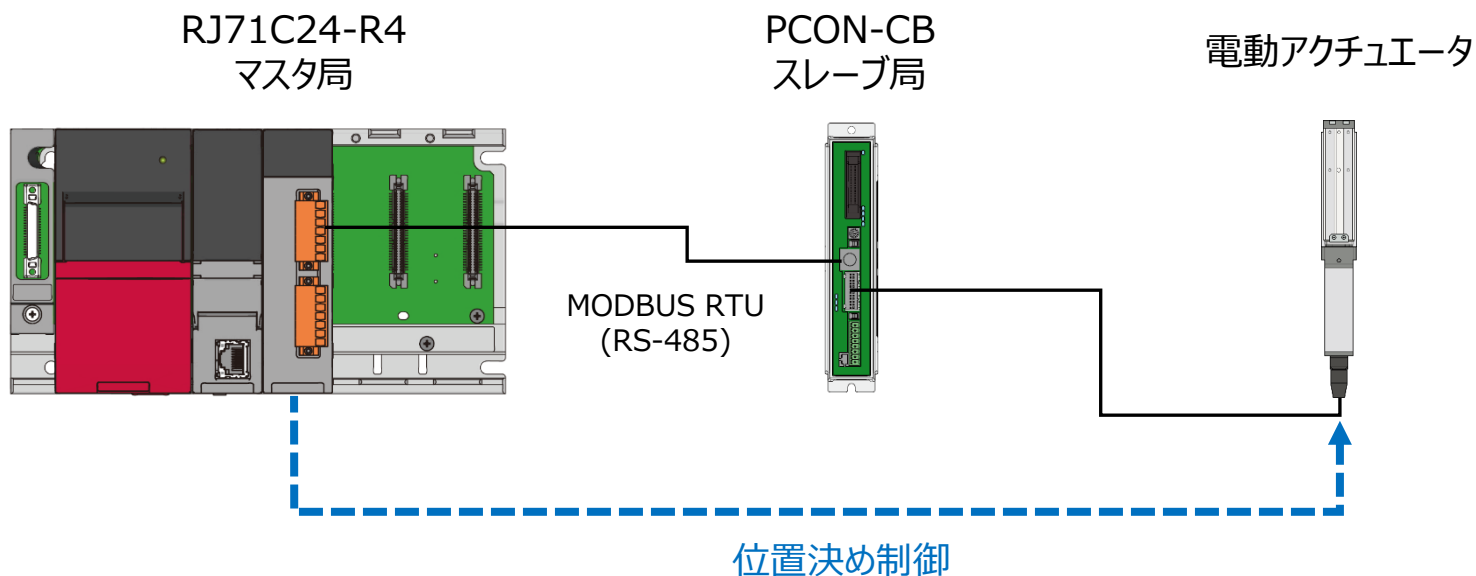 RJ71C24-R4
マスタ局
PCON-CB
スレーブ局
電動アクチュエータ
MODBUS RTU
(RS-485)
位置決め制御